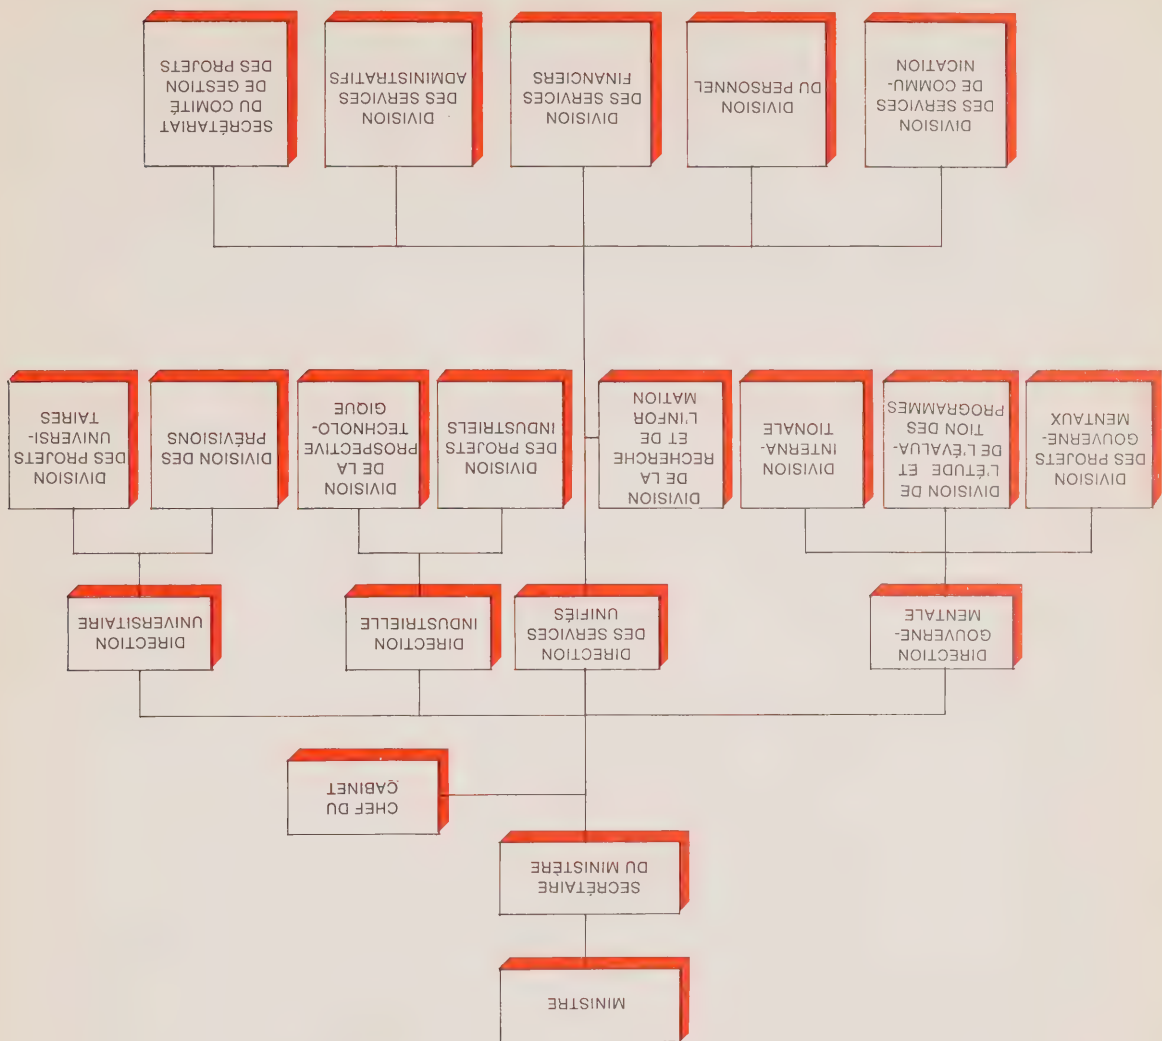 MINISTRE
SECRÉTAIRE
DU MINISTÈRE
CHEF DU
CABINET
DIRECTION
GOUVERNE-
MENTALE
DIRECTION
DES SERVICES
UNIFIÉS
DIRECTION
INDUSTRIELLE
DIRECTION
UNIVERSITAIRE
DIVISION
DES PROJETS
GOUVERNE-
MENTAUX
DIVISION DE
L'ÉTUDE ET
DE L'ÉVALUA-
TION DES
PROGRAMMES
DIVISION
INTERNA-
TIONALE
DIVISION
DE LA
RECHERCHE
ET DE
L'INFOR
MATION
DIVISION
DES PROJETS
INDUSTRIELS
DIVISION
DE LA
PROSPECTIVE
TECHNOLO-
GIQUE
DIVISION DES
PRÉVISIONS
DIVISION
DES PROJETS
UNIVERSI-
TAIRES
DIVISION
DES SERVICES
DE COMMU-
NICATION
DIVISION
DU PERSONNEL
DIVISION
DES SERVICES
FINANCIERS
DIVISION
DES SERVICES
ADMINISTRATIFS
SECRÉTARIAT
DU COMITÉ
DE GESTION
DES PROJETS